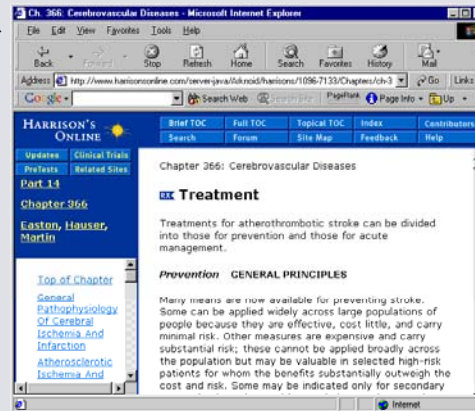 Ch. 366: Cerebrovascular Diseases - Microsoft Internet Explorer
File Edit View Favorites Tools Help
Back Forward Stop Refresh Home Search Favorites History Mail
Address http://www.harrisonsonline.com/server-java/Arknoid/harrisons/1096-7133/Chapters/ch-3 Go Links
Google Search Web Search Site PageRank Page Info Up
HARRISON'S
ONLINE
Brief TOC Full TOC Topical TOC Index Contributors
Search Forum Site Map Feedback Help
Updates Clinical Trials
PreTests Related Sites
Part 14
Chapter 366
Easton, Hauser,
Martin
Top of Chapter
General
Pathophysiology
Of Cerebral
Ischemia And
Infarction
Atherosclerotic
Ischemia And
Chapter 366: Cerebrovascular Diseases
Treatment
Treatments for atherothrombotic stroke can be divided
into those for prevention and those for acute
management.
Prevention GENERAL PRINCIPLES
Many means are now available for preventing stroke.
Some can be applied widely across large populations of
people because they are effective, cost little, and carry
minimal risk. Other measures are expensive and carry
substantial risk; these cannot be applied broadly across
the population but may be valuable in selected high-risk
patients for whom the benefits substantially outweigh the
cost and risk. Some may be indicated only for secondary
Internet